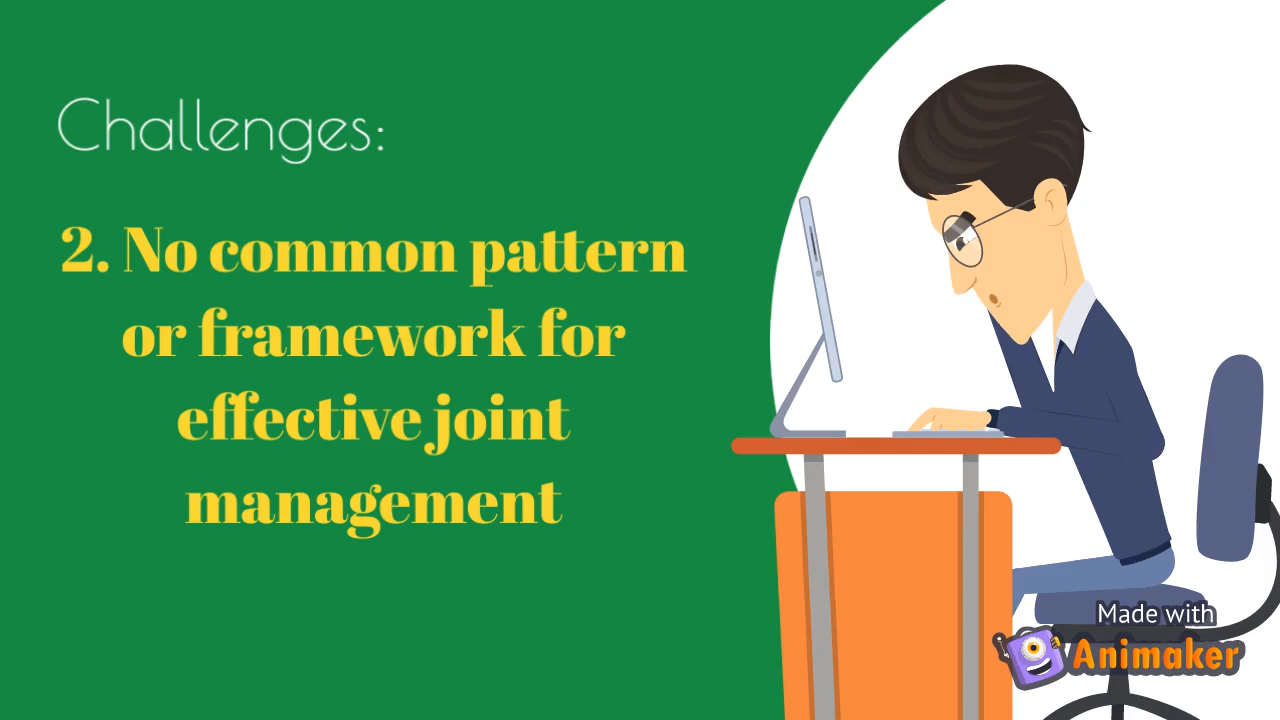 Challenges:
2. No common pattern
or framework for
effective joint
management
Made with
Animaker